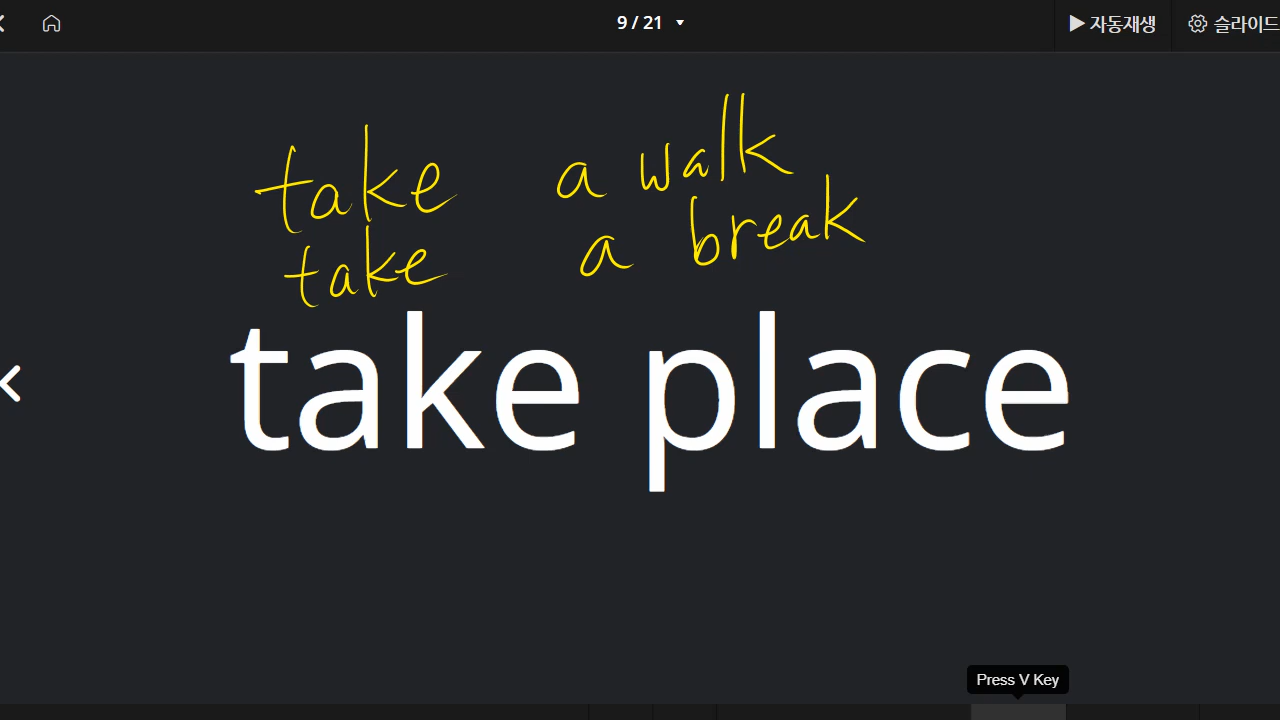 9 / 21 ▼ ▶ 자동재생 슬라이드
take a walk
take a break
take place
Press V Key